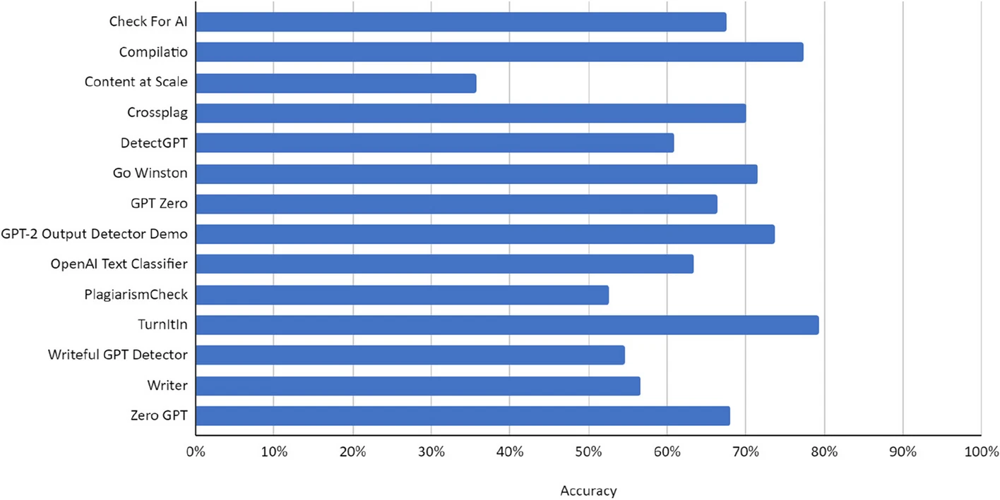 Check For AI
Compilatio
Content at Scale
Crossplag
DetectGPT
Go Winston
GPT Zero
GPT-2 Output Detector Demo
OpenAI Text Classifier
PlagiarismCheck
TurnItIn
Writeful GPT Detector
Writer
Zero GPT
0% 10% 20% 30% 40% 50% 60% 70% 80% 90% 100%
Accuracy